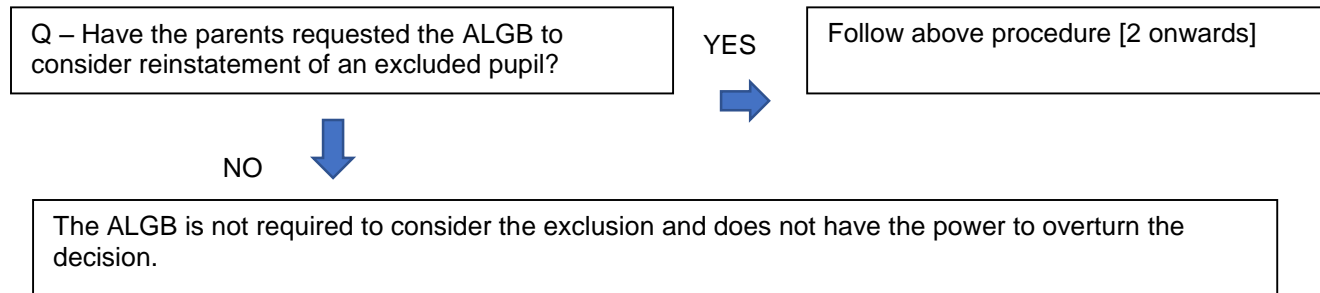 Q – Have the parents requested the ALGB to
consider reinstatement of an excluded pupil?
YES
Follow above procedure [2 onwards]
NO
The ALGB is not required to consider the exclusion and does not have the power to overturn the
decision.